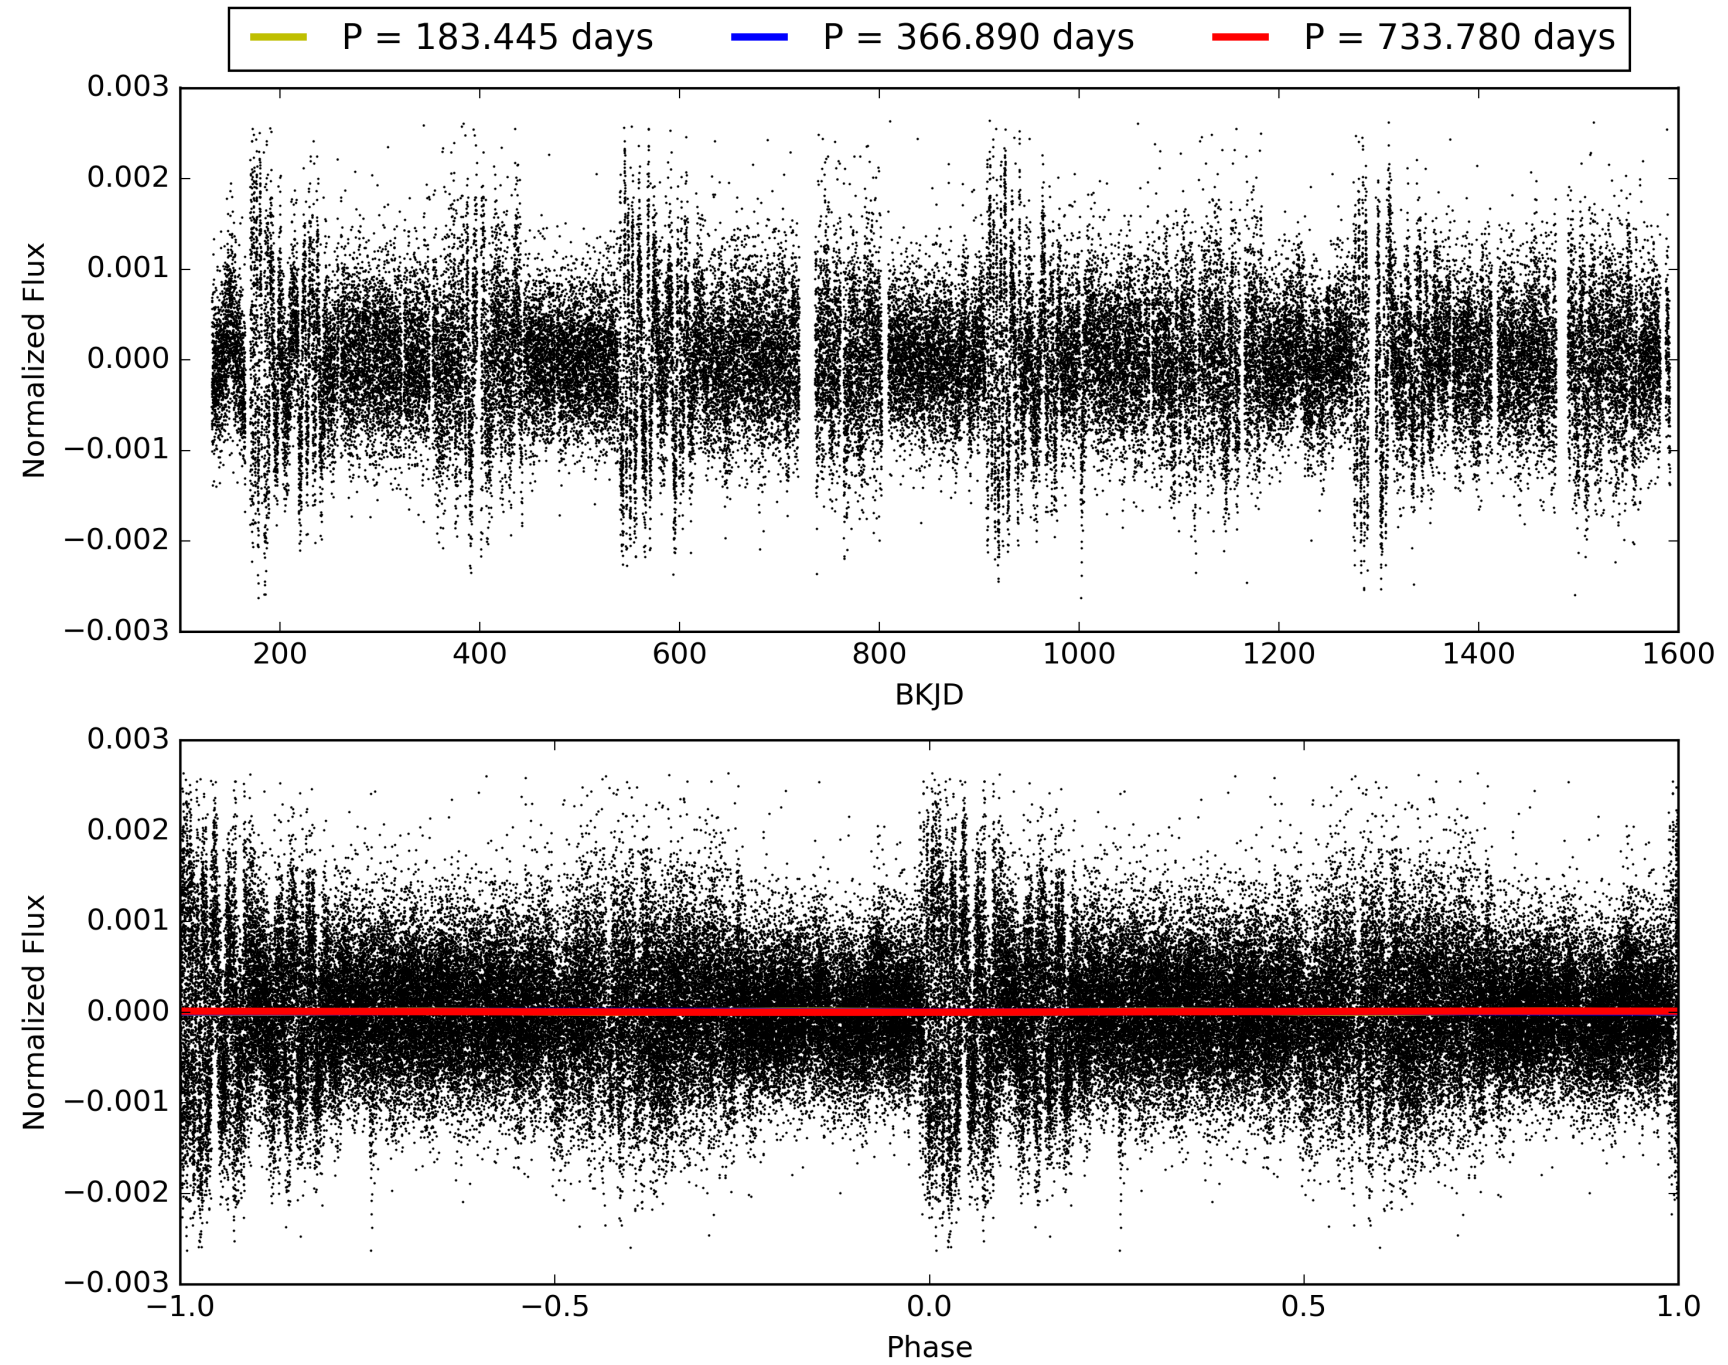 P = 183.445 days P = 366.890 days P = 733.780 days
0.003
0.002
0.001
0.000
−0.001
−0.002
−0.003
Normalized Flux
200 400 600 800 1000 1200 1400 1600
BKJD
0.003
0.002
0.001
0.000
−0.001
−0.002
−0.003
Normalized Flux
−1.0 −0.5 0.0 0.5 1.0
Phase